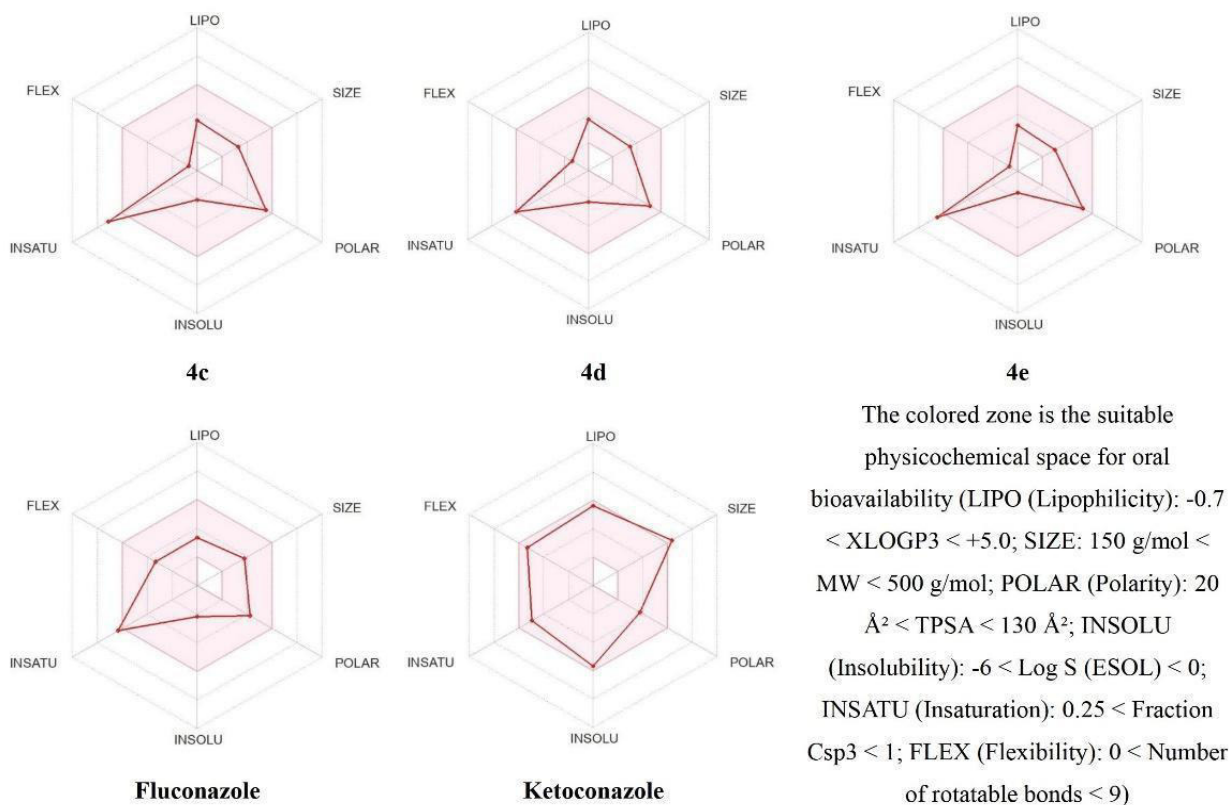 LIPO
FLEX
SIZE
INSATU
POLAR
INSOLU
4c
LIPO
FLEX
SIZE
INSATU
POLAR
INSOLU
4d
LIPO
FLEX
SIZE
INSATU
POLAR
INSOLU
4e
LIPO
FLEX
SIZE
INSATU
POLAR
INSOLU
Fluconazole
LIPO
FLEX
SIZE
INSATU
POLAR
INSOLU
Ketoconazole
The colored zone is the suitable
physicochemical space for oral
bioavailability (LIPO (Lipophilicity): -0.7
< XLOGP3 < +5.0; SIZE: 150 g/mol <
MW < 500 g/mol; POLAR (Polarity): 20
Å² < TPSA < 130 Å²; INSOLU
(Insolubility): -6 < Log S (ESOL) < 0;
INSATU (Insaturation): 0.25 < Fraction
Csp3 < 1; FLEX (Flexibility): 0 < Number
of rotatable bonds < 9)